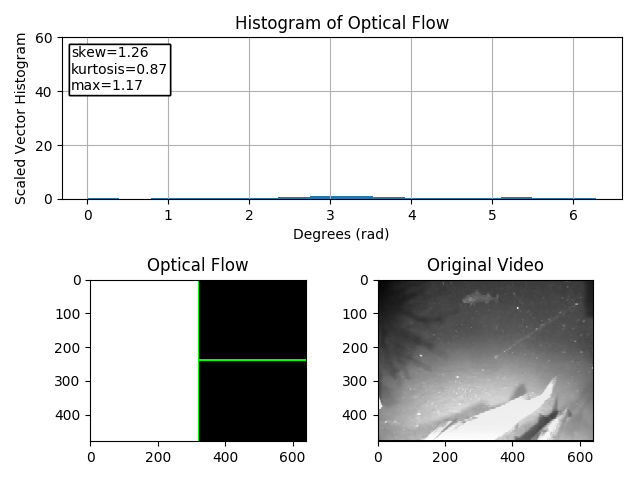 Histogram of Optical Flow
Scaled Vector Histogram
60
40
20
0
skew=1.26
kurtosis=0.87
max=1.17
0 1 2 3 4 5 6
Degrees (rad)
Optical Flow
0
100
200
300
400
0 200 400 600
Original Video
0
100
200
300
400
0 200 400 600